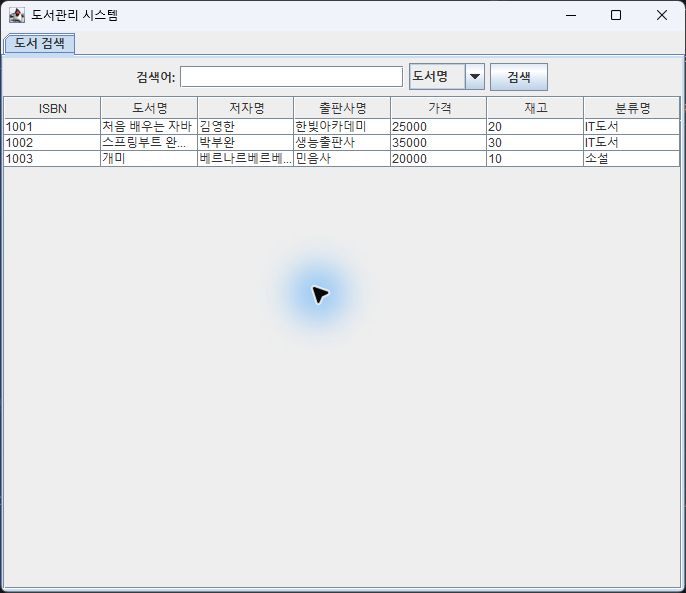 도서관리 시스템
도서 검색
검색어: 도서명 검색
ISBN 도서명 저자명 출판사명 가격 재고 분류명
1001 처음 배우는 자바 김영한 한빛아카데미 25000 20 IT도서
1002 스프링부트 완... 박부완 생능출판사 35000 30 IT도서
1003 개미 베르나르베르베... 민음사 20000 10 소설